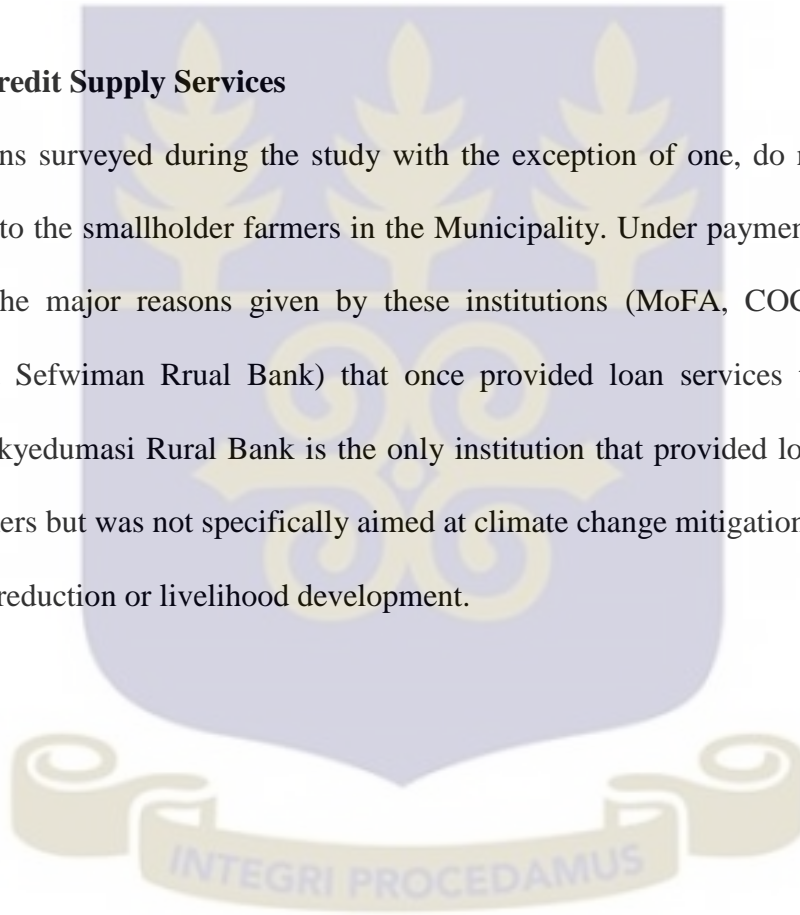 redit Supply Services
ns surveyed during the study with the exception of one, do
to the smallholder farmers in the Municipality. Under
he major reasons given by these institutions (MoFA,
Sefwiman Rrual Bank) that once provided loan services
kyedumasi Rural Bank is the only institution that provided
ers but was not specifically aimed at climate change mitigation
reduction or livelihood development.
INTEGRI PROCEDAMUS